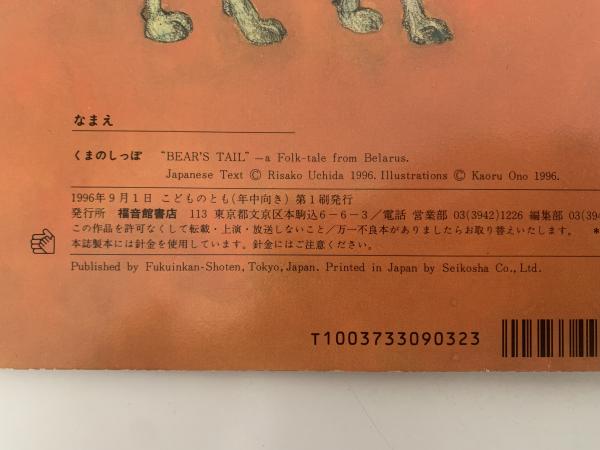 なまえ
くまのしっぽ “BEAR'S TAIL”—a Folk-tale from Belarus.
Japanese Text © Risako Uchida 1996. Illustrations © Kaoru Ono 1996.
1996年9月1日 こどものとも(年中向き) 第1刷発行
発行所 福音館書店 113 東京都文京区本駒込6-6-3/電話 営業部 03(3942)1226 編集部 03(394
この作品を許可なくして転載・上演・放送しないこと/万一不良本がありましたらお取り替えいたします。 *
本誌製本には針金を使用しています。針金にはご注意ください。
Published by Fukuinkan-Shoten, Tokyo, Japan. Printed in Japan by Seikosha Co., Ltd.
T1003733090323